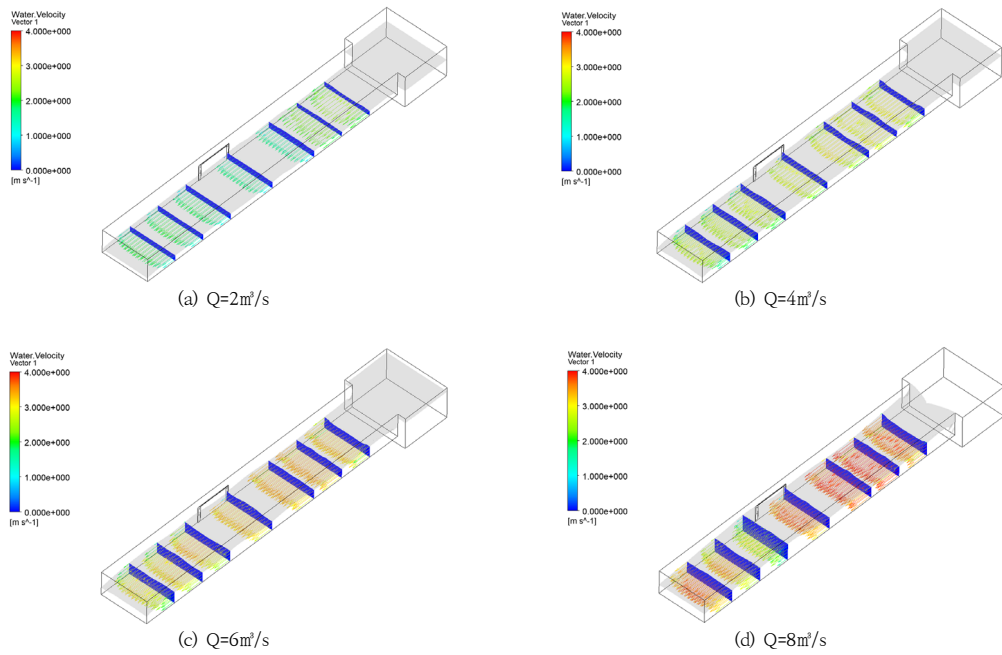 Water.Velocity
Vector 1
4.000e+000
3.000e+000
2.000e+000
1.000e+000
0.000e+000
[m s^-1]
(a) Q=2㎥/s
Water.Velocity
Vector 1
4.000e+000
3.000e+000
2.000e+000
1.000e+000
0.000e+000
[m s^-1]
(b) Q=4㎥/s
Water.Velocity
Vector 1
4.000e+000
3.000e+000
2.000e+000
1.000e+000
0.000e+000
[m s^-1]
(c) Q=6㎥/s
Water.Velocity
Vector 1
4.000e+000
3.000e+000
2.000e+000
1.000e+000
0.000e+000
[m s^-1]
(d) Q=8㎥/s